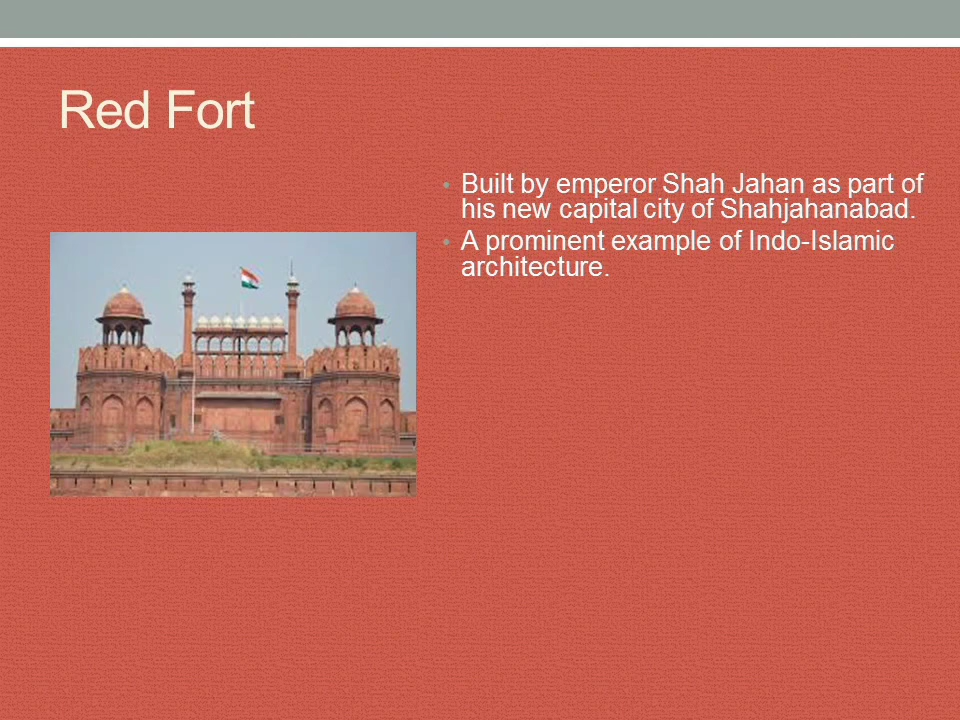 Red Fort
• Built by emperor Shah Jahan as part of
his new capital city of Shahjahanabad.
• A prominent example of Indo-Islamic
architecture.